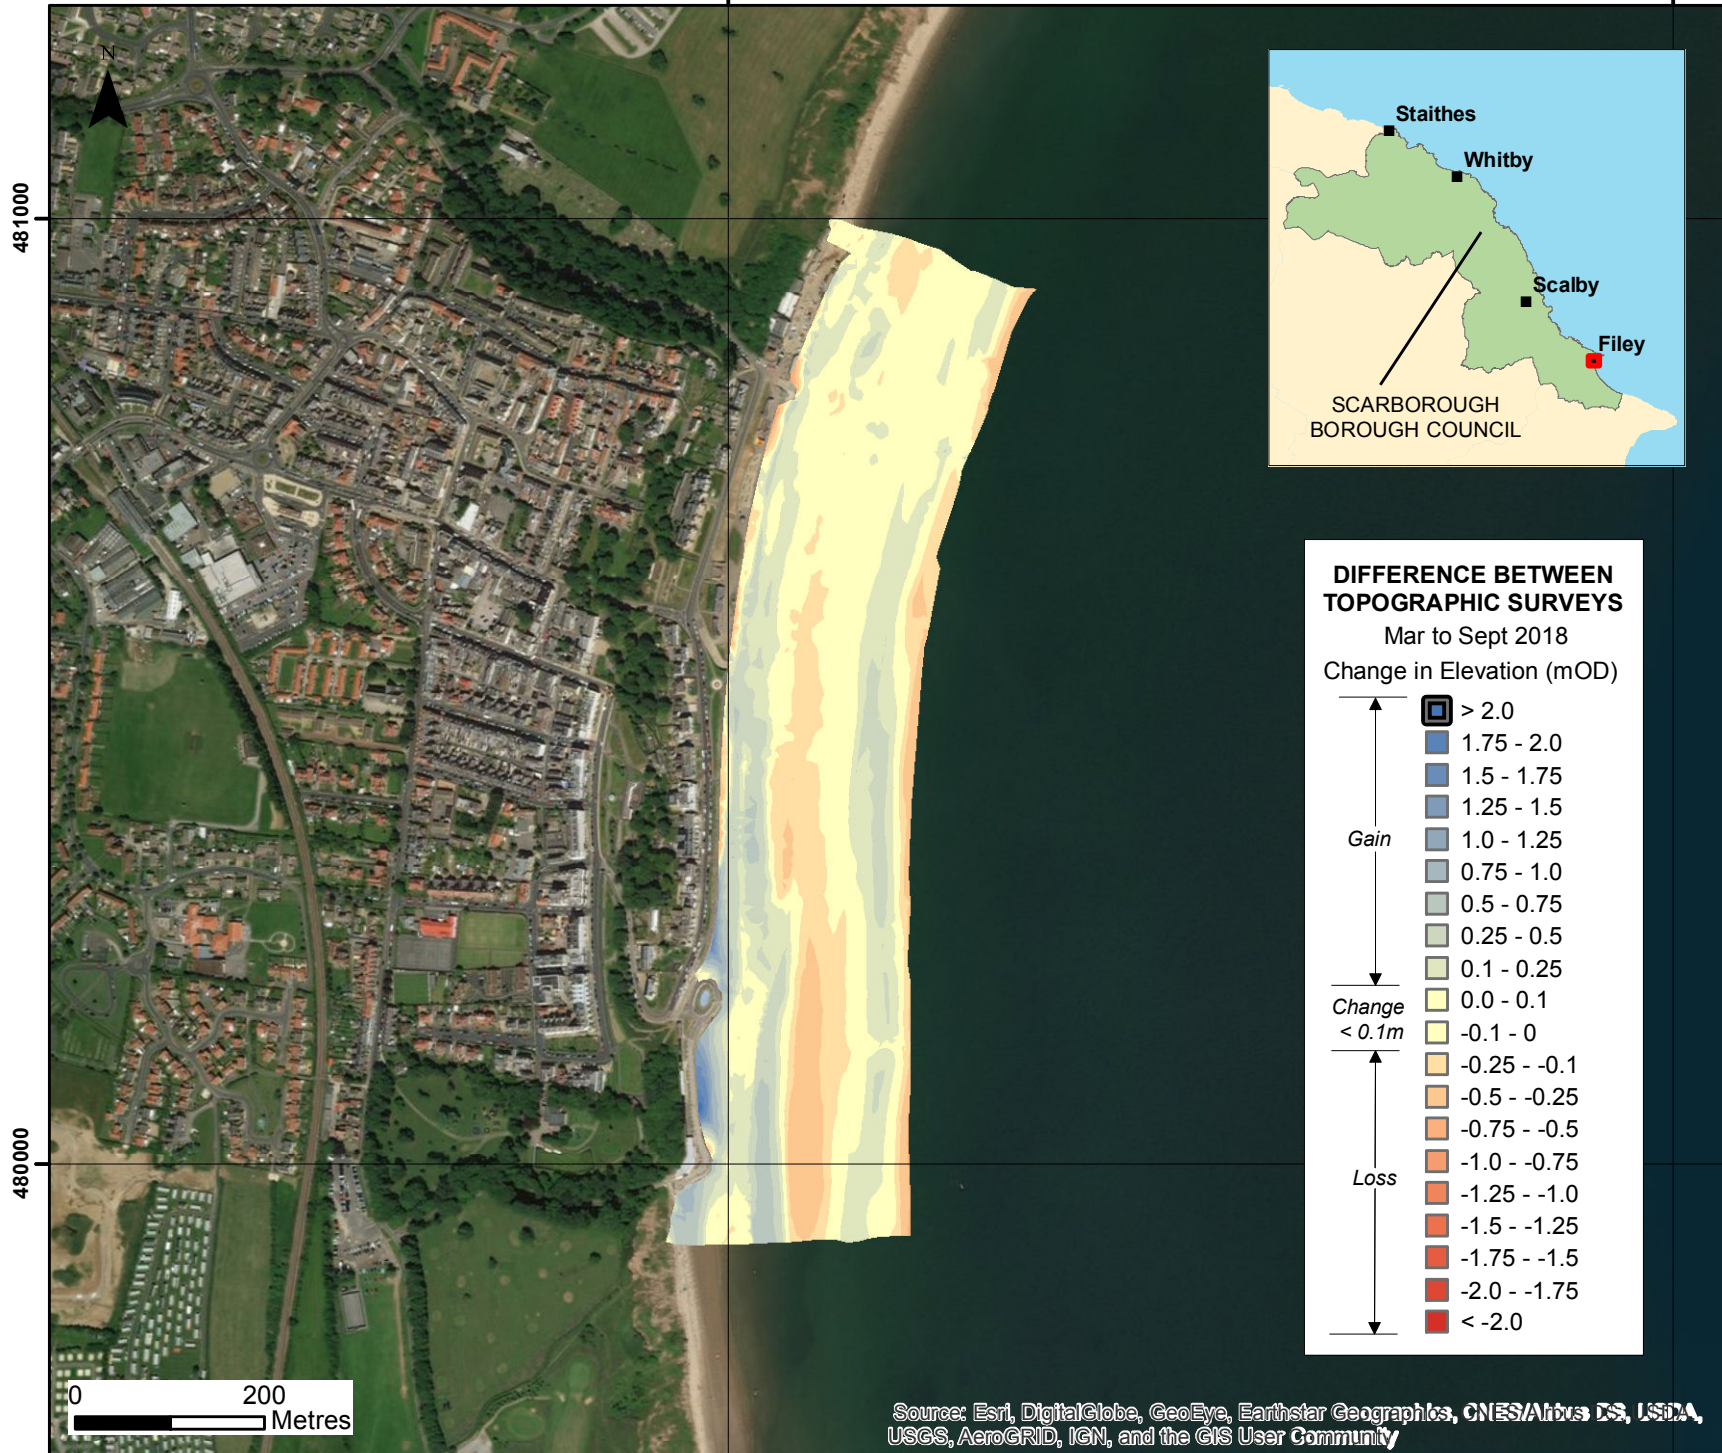 N
481000
480000
Staithes
Whitby
Scalby
Filey
SCARBOROUGH
BOROUGH COUNCIL
DIFFERENCE BETWEEN
TOPOGRAPHIC SURVEYS
Mar to Sept 2018
Change in Elevation (mOD)
> 2.0
1.75 - 2.0
1.5 - 1.75
1.25 - 1.5
Gain
1.0 - 1.25
0.75 - 1.0
0.5 - 0.75
0.25 - 0.5
0.1 - 0.25
Change
< 0.1m
0.0 - 0.1
-0.1 - 0
-0.25 - -0.1
-0.5 - -0.25
-0.75 - -0.5
-1.0 - -0.75
Loss
-1.25 - -1.0
-1.5 - -1.25
-1.75 - -1.5
-2.0 - -1.75
< -2.0
0 200
Metres
Source: Esri, DigitalGlobe, GeoEye, Earthstar Geographics, CNES/Airbus DS, USDA,
USGS, AeroGRID, IGN, and the GIS User Community